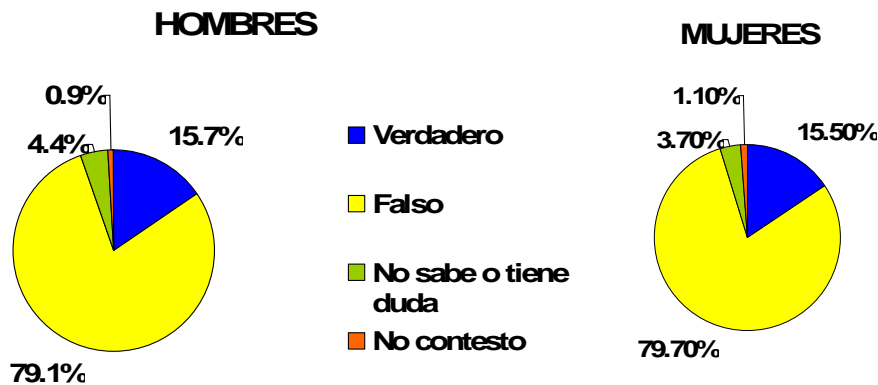 HOMBRES
0.9%
4.4%
15.7%
79.1%
Verdadero
Falso
No sabe o tiene
duda
No contesto
MUJERES
1.10%
3.70%
15.50%
79.70%